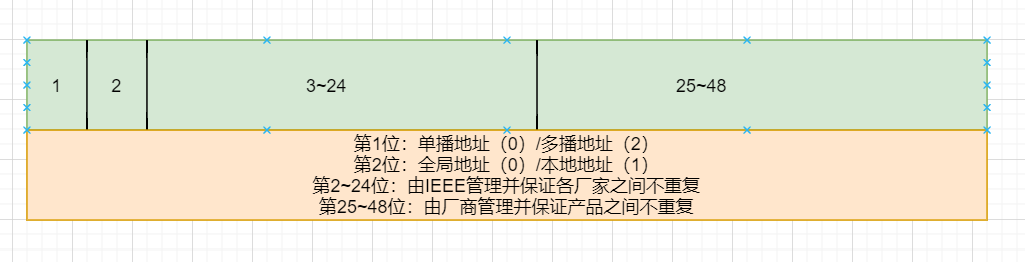 1 2 3~24 25~48
第1位：单播地址（0）/多播地址（2）
第2位：全局地址（0）/本地地址（1）
第2~24位：由IEEE管理并保证各厂家之间不重复
第25~48位：由厂商管理并保证产品之间不重复